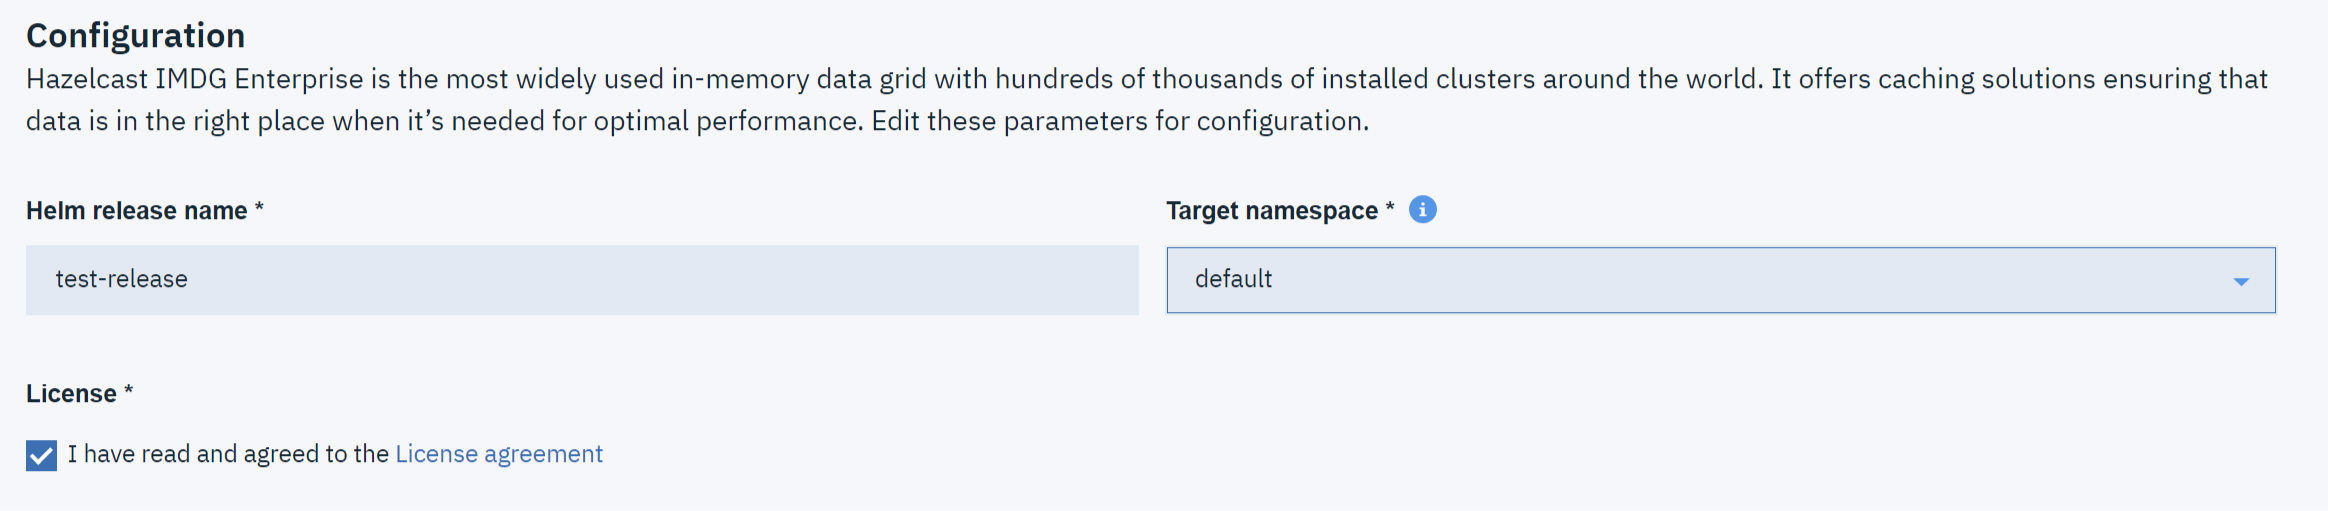 Configuration
Hazelcast IMDG Enterprise is the most widely used in-memory data grid with hundreds of thousands of installed clusters around the world. It offers caching solutions ensuring that
data is in the right place when it’s needed for optimal performance. Edit these parameters for configuration.
Helm release name *
Target namespace *
test-release
default
License *
I have read and agreed to the License agreement